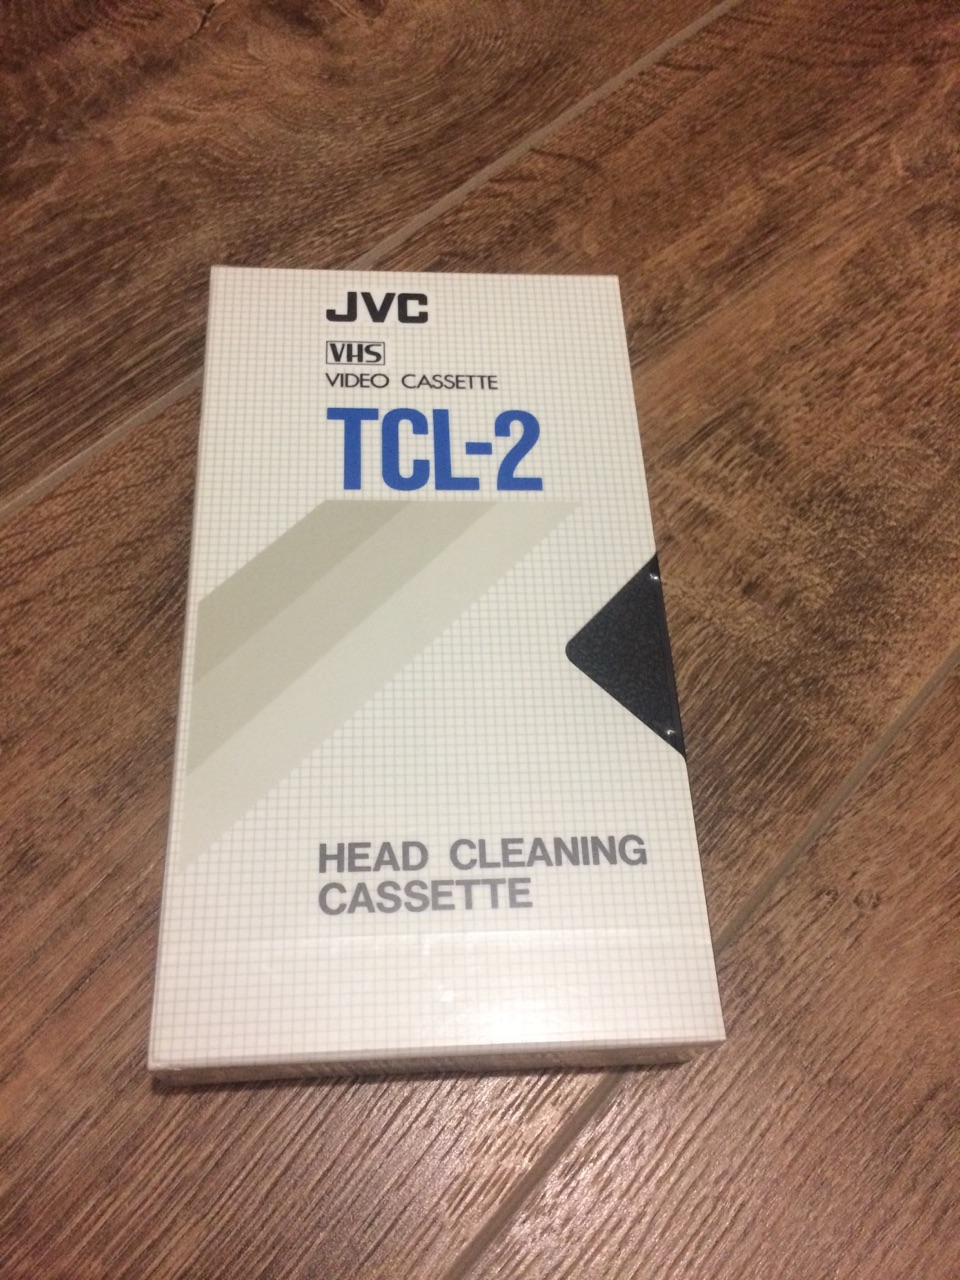 JVC
VHS
VIDEO CASSETTE
TCL-2
HEAD CLEANING
CASSETTE